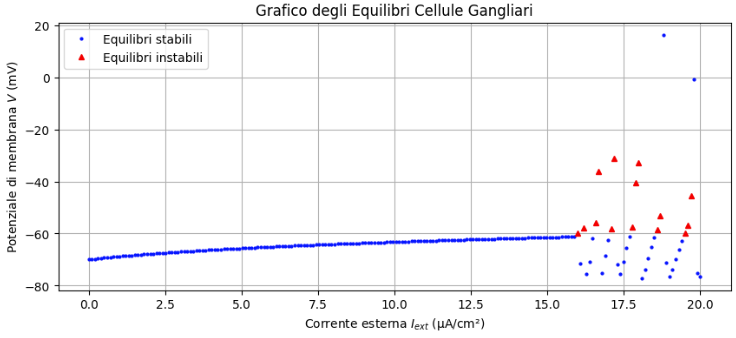 Grafico degli Equilibri Cellule Gangliari
Equilibri stabili
Equilibri instabili
Potenziale di membrana V (mV)
20
0
−20
−40
−60
−80
0.0 2.5 5.0 7.5 10.0 12.5 15.0 17.5 20.0
Corrente esterna I_ext (μA/cm²)